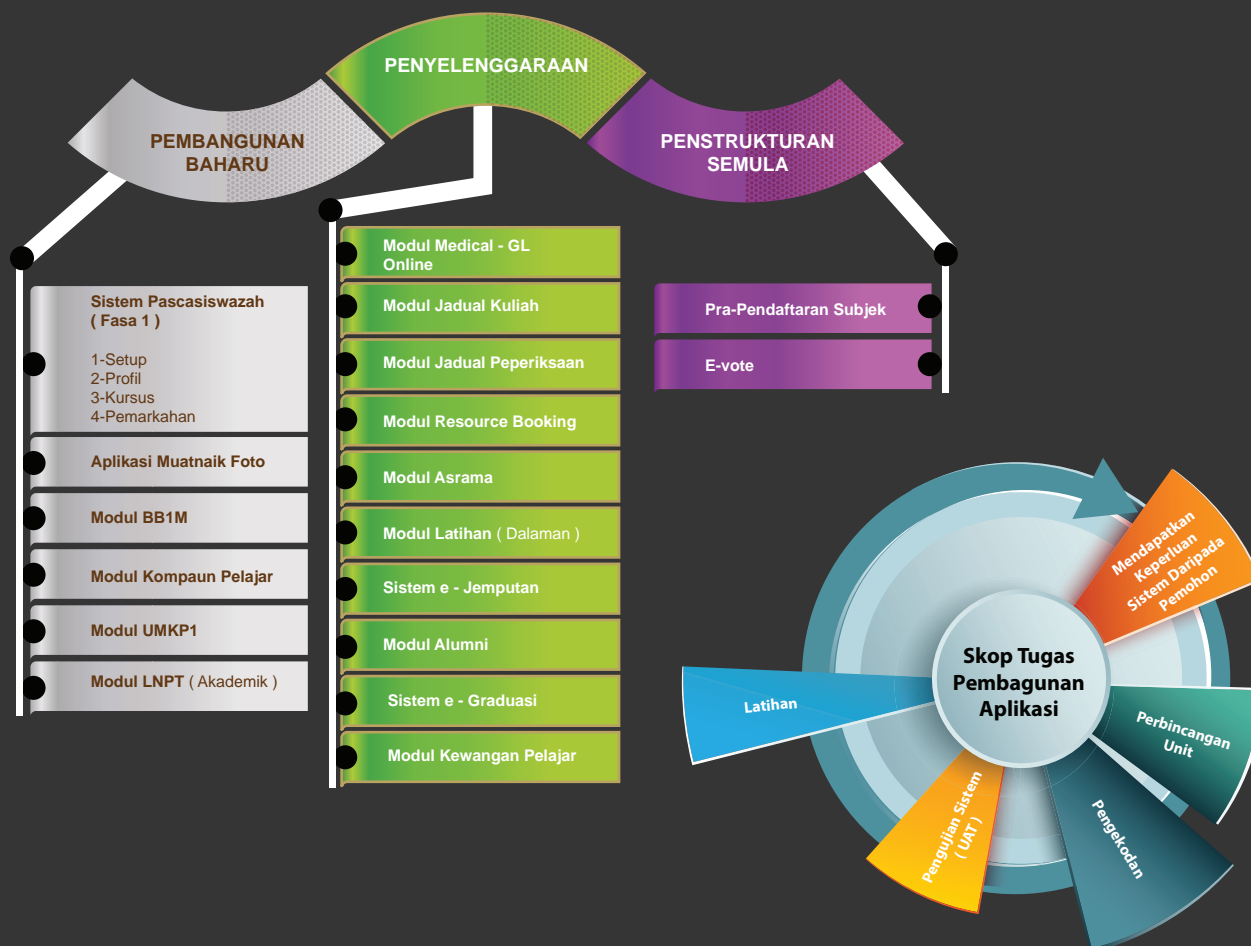 PENYELENGGARAAN
PEMBANGUNAN
BAHARU
PENSTRUKTURAN
SEMULA
Sistem Pascasiswazah
( Fasa 1 )
1-Setup
2-Profil
3-Kursus
4-Pemarkahan
Aplikasi Muatnaik Foto
Modul BB1M
Modul Kompaun Pelajar
Modul UMKP1
Modul LNPT ( Akademik )
Modul Medical - GL
Online
Modul Jadual Kuliah
Modul Jadual Peperiksaan
Modul Resource Booking
Modul Asrama
Modul Latihan ( Dalaman )
Sistem e - Jemputan
Modul Alumni
Sistem e - Graduasi
Modul Kewangan Pelajar
Pra-Pendaftaran Subjek
E-vote
Skop Tugas
Pembagunan
Aplikasi
Mendapatkan
Keperluan
Sistem Daripada
Pemohon
Perbincangan
Unit
Pengekodan
Pengujian Sistem
( UAT )
Latihan